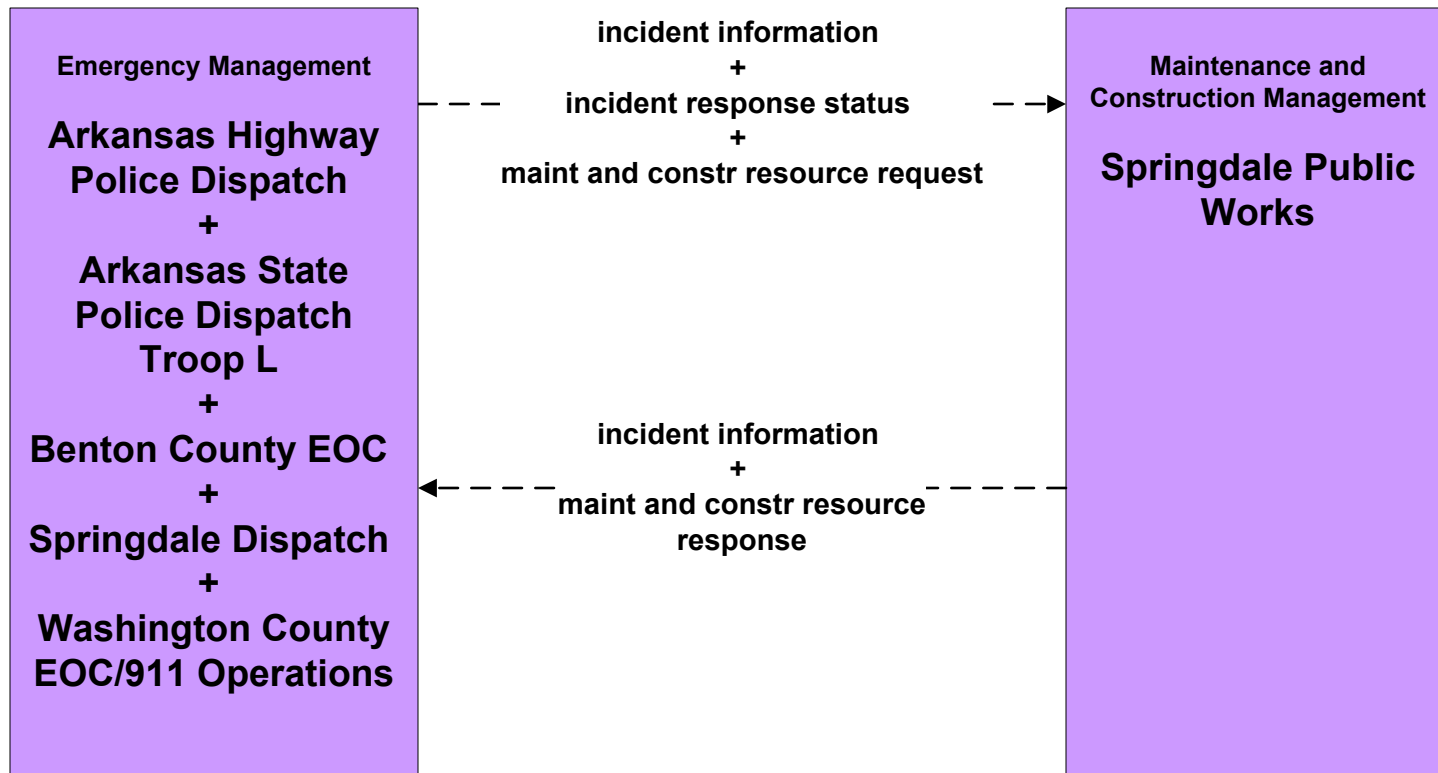 Emergency Management
Arkansas Highway
Police Dispatch
+
Arkansas State
Police Dispatch
Troop L
+
Benton County EOC
+
Springdale Dispatch
+
Washington County
EOC/911 Operations
incident information
+
incident response status
+
maint and constr resource request
incident information
+
maint and constr resource
response
Maintenance and
Construction Management
Springdale Public
Works